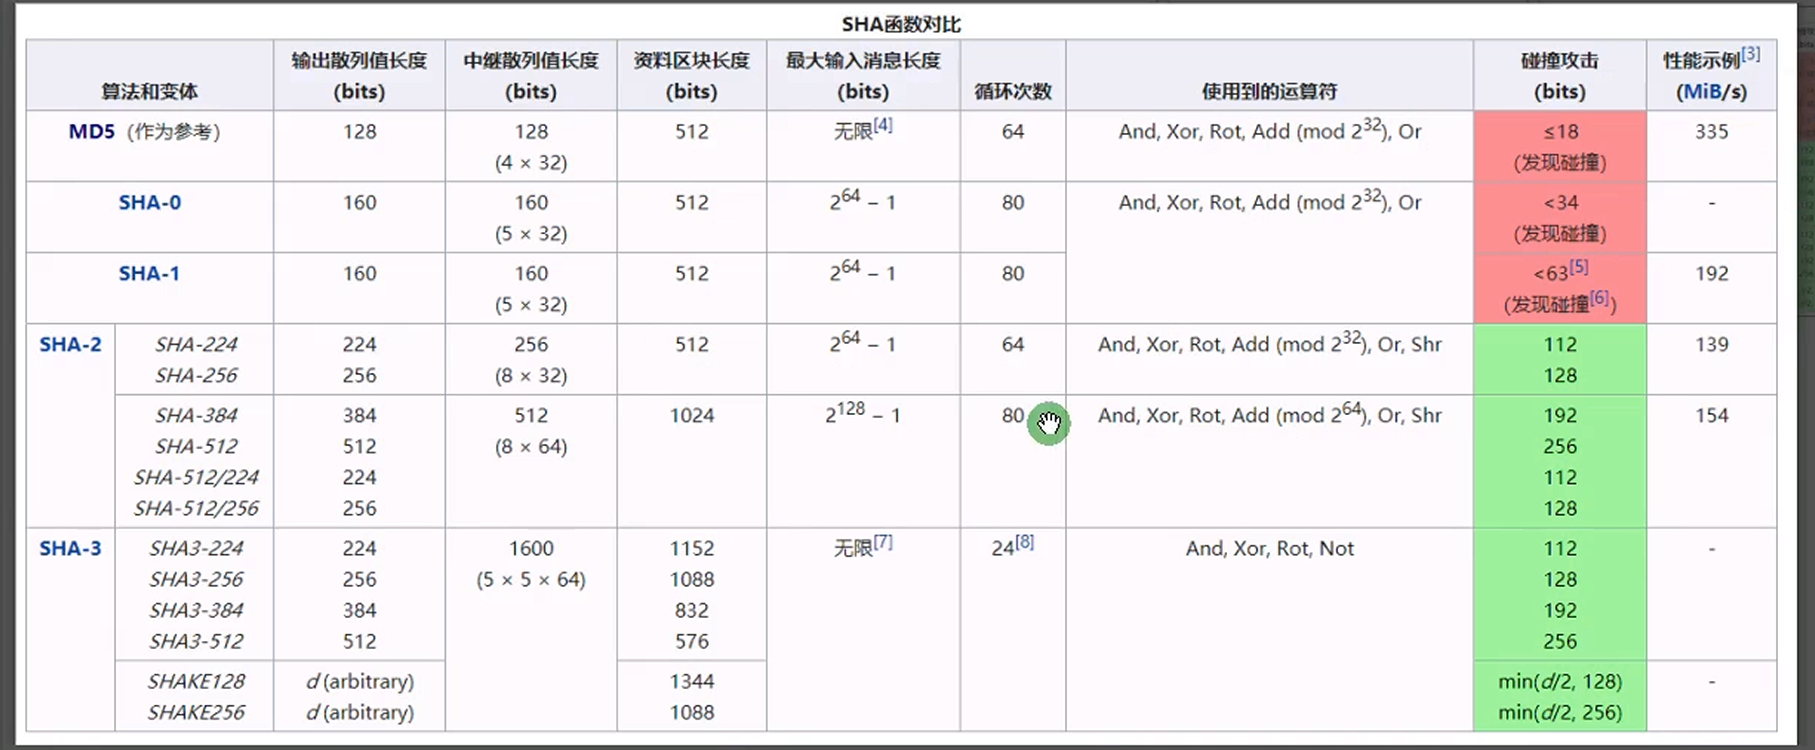 SHA函数对比
算法和变体 输出散列值长度 (bits) 中继散列值长度 (bits) 资料区块长度 (bits) 最大输入消息长度 (bits) 循环次数 使用到的运算符 碰撞攻击 (bits) 性能示例[3] (MiB/s)
MD5 (作为参考) 128 128 512 无限[4] 64 And, Xor, Rot, Add (mod 2^32), Or ≤18 335
(4 × 32) (发现碰撞)
SHA-0 160 160 512 2^64 − 1 80 And, Xor, Rot, Add (mod 2^32), Or <34 -
(5 × 32) (发现碰撞)
SHA-1 160 160 512 2^64 − 1 80 <63[5] 192
(5 × 32) (发现碰撞[6])
SHA-2 SHA-224 224 256 512 2^64 − 1 64 And, Xor, Rot, Add (mod 2^32), Or, Shr 112 139
SHA-256 256 (8 × 32) 128
SHA-384 384 512 1024 2^128 − 1 80 And, Xor, Rot, Add (mod 2^64), Or, Shr 192 154
SHA-512 512 (8 × 64) 256
SHA-512/224 224 112
SHA-512/256 256 128
SHA-3 SHA3-224 224 1600 1152 无限[7] 24[8] And, Xor, Rot, Not 112 -
SHA3-256 256 (5 × 5 × 64) 1088 128
SHA3-384 384 832 192
SHA3-512 512 576 256
SHAKE128 d (arbitrary) 1344 min(d/2, 128) -
SHAKE256 d (arbitrary) 1088 min(d/2, 256)